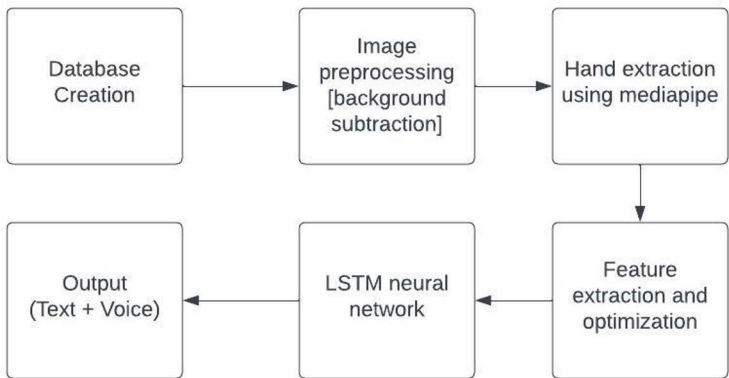 Database
Creation
Image
preprocessing
[background
subtraction]
Hand extraction
using mediapipe
Feature
extraction and
optimization
LSTM neural
network
Output
(Text + Voice)